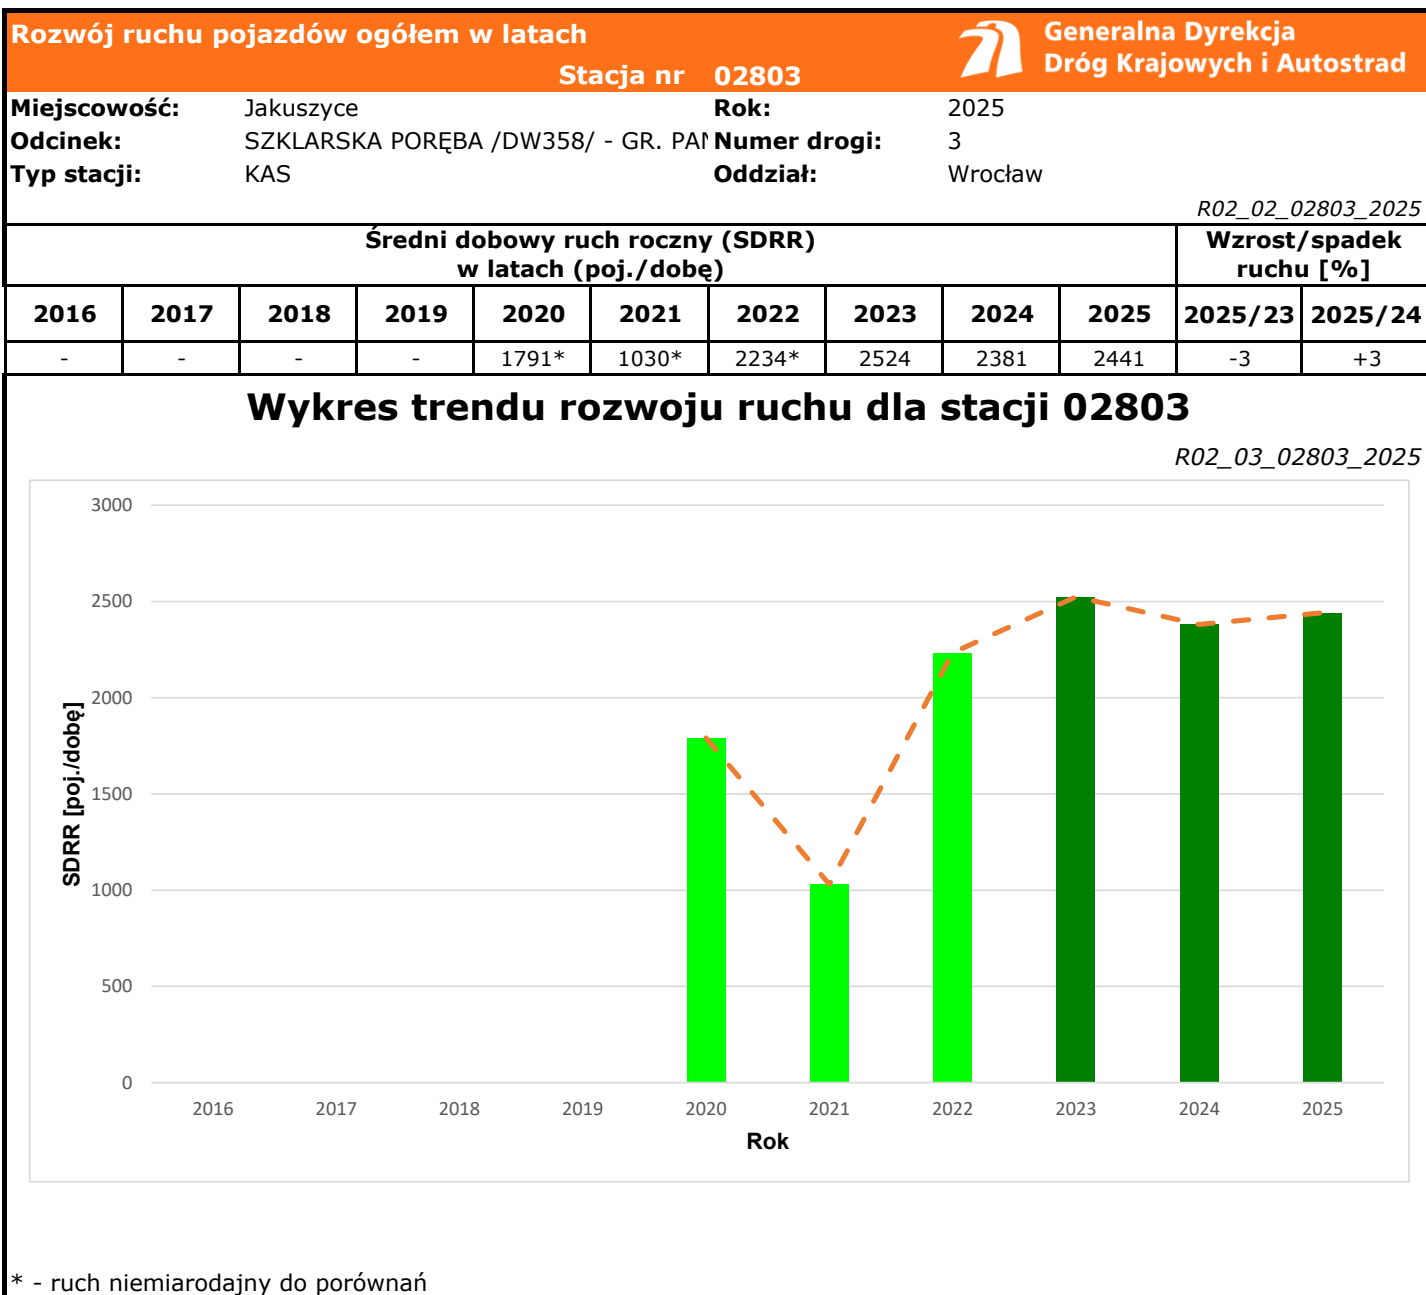 Rozwój ruchu pojazdów ogółem w latach
Stacja nr 02803
Generalna Dyrekcja
Dróg Krajowych i Autostrad
Miejscowość: Jakuszyce Rok: 2025
Odcinek: SZKLARSKA PORĘBA /DW358/ - GR. PAN Numer drogi: 3
Typ stacji: KAS Oddział: Wrocław
R02_02_02803_2025
Średni dobowy ruch roczny (SDRR)
w latach (poj./dobę)
Wzrost/spadek
ruchu [%]
2016 2017 2018 2019 2020 2021 2022 2023 2024 2025 2025/23 2025/24
- - - - 1791* 1030* 2234* 2524 2381 2441 -3 +3
Wykres trendu rozwoju ruchu dla stacji 02803
R02_03_02803_2025
3000
2500
2000
1500
1000
500
0
SDRR [poj./dobę]
2016 2017 2018 2019 2020 2021 2022 2023 2024 2025
Rok
* - ruch niemiarodajny do porównań